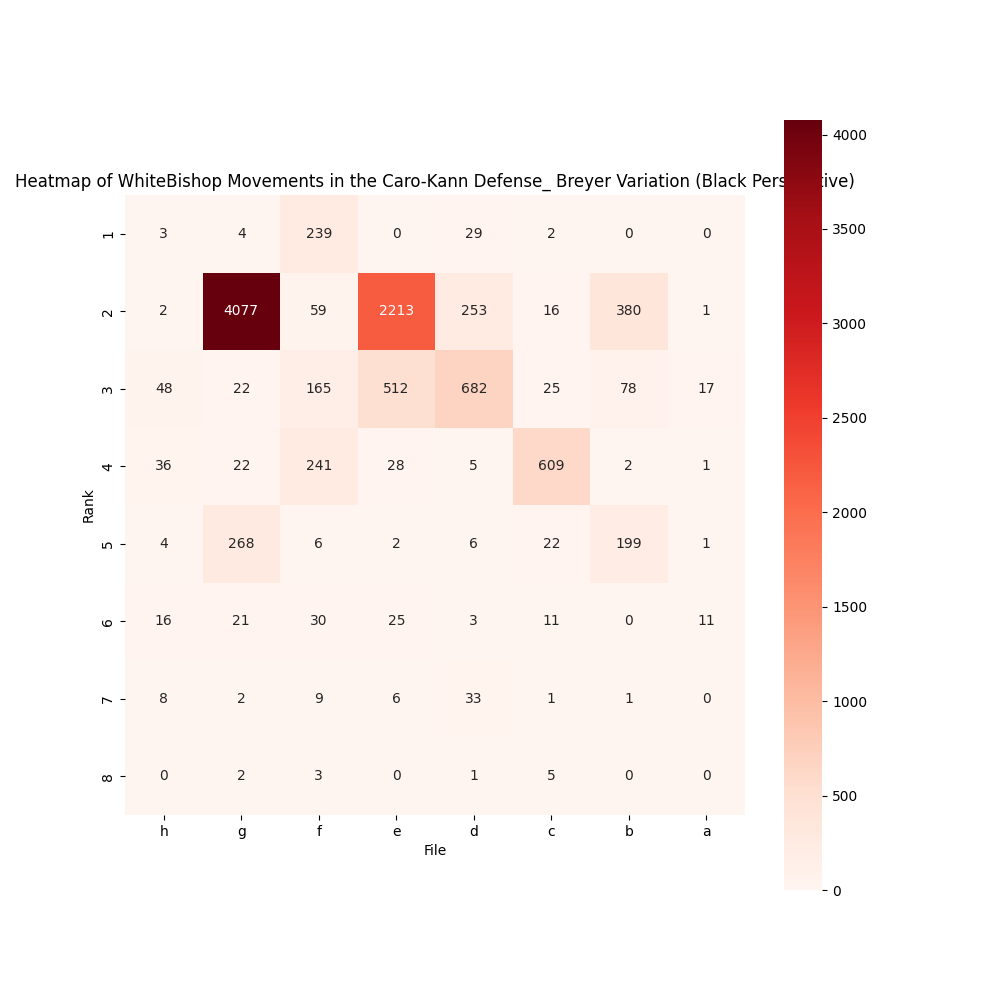 Heatmap of WhiteBishop Movements in the Caro-Kann Defense_ Breyer Variation (Black Perspective)
4000
3500
3000
2500
2000
1500
1000
500
0
Rank
1 3 4 239 0 29 2 0 0
2 2 4077 59 2213 253 16 380 1
3 48 22 165 512 682 25 78 17
4 36 22 241 28 5 609 2 1
5 4 268 6 2 6 22 199 1
6 16 21 30 25 3 11 0 11
7 8 2 9 6 33 1 1 0
8 0 2 3 0 1 5 0 0
h g f e d c b a
File